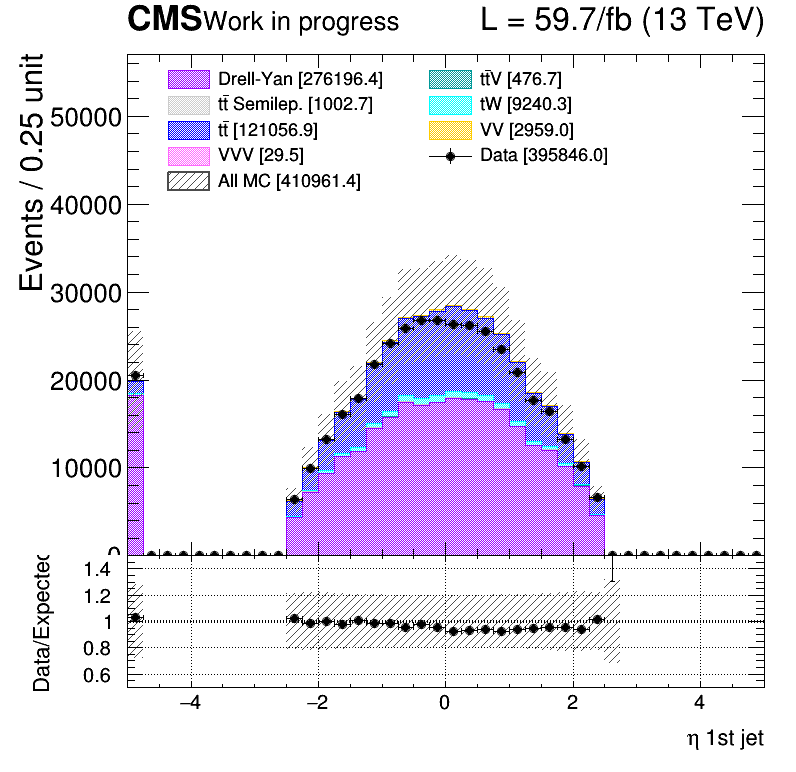 CMS Work in progress L = 59.7/fb (13 TeV)
Drell-Yan [276196.4] tt̄V [476.7]
tt̄ Semilep. [1002.7] tW [9240.3]
tt̄ [121056.9] VV [2959.0]
VVV [29.5] Data [395846.0]
All MC [410961.4]
Events / 0.25 unit
50000
40000
30000
20000
10000
0
Data/Expected
1.4
1.2
1
0.8
0.6
−4 −2 0 2 4
η 1st jet